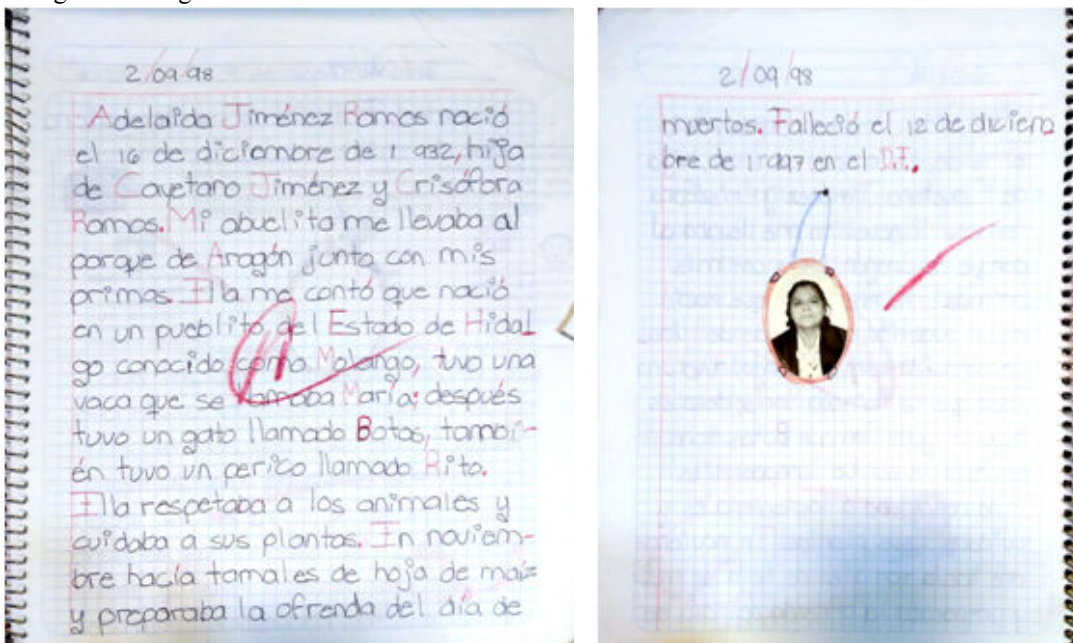 2/09/98
Adelaida Jiménez Ramos nació
el 16 de diciembre de 1 932, hija
de Cayetano Jiménez y Crisófora
Ramos. Mi abuelita me llevaba al
parque de Aragón junto con mis
primas. Ella me contó que nació
en un pueblito del Estado de Hidal
go conocido como Molango, tuvo una
vaca que se llamaba María; después
tuvo un gato llamado Botas, tambi-
én tuvo un perico llamado Rito.
Ella respetaba a los animales y
cuidaba a sus plantas. En noviem-
bre hacía tamales de hoja de maíz
y preparaba la ofrenda del día de
2/09/98
muertos. Falleció el 12 de diciem
bre de 1997 en el D.F.